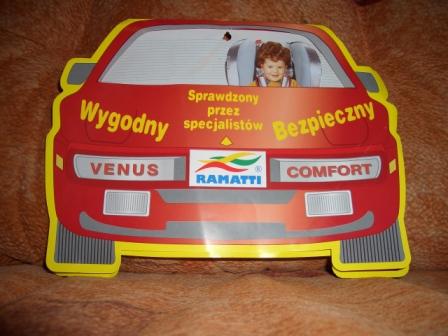 Sprawdzony
przez
specjalistów
Wygodny
Bezpieczny
VENUS
COMFORT
RAMATTI ®